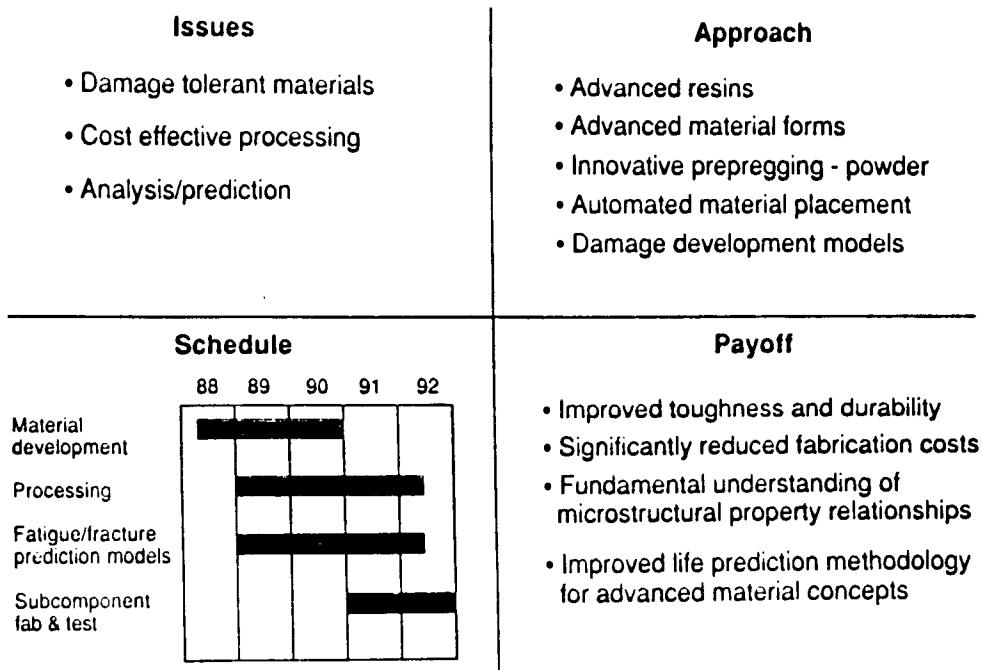 Issues
• Damage tolerant materials
• Cost effective processing
• Analysis/prediction
Approach
• Advanced resins
• Advanced material forms
• Innovative prepregging - powder
• Automated material placement
• Damage development models
Schedule
88 89 90 91 92
Material
development
Processing
Fatigue/fracture
prediction models
Subcomponent
fab & test
Payoff
• Improved toughness and durability
• Significantly reduced fabrication costs
• Fundamental understanding of
microstructural property relationships
• Improved life prediction methodology
for advanced material concepts